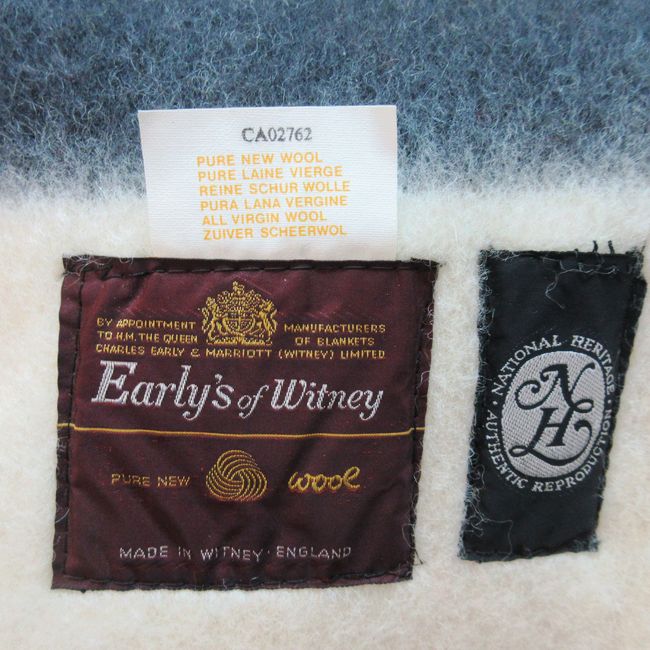 CA02762
PURE NEW WOOL
PURE LAINE VIERGE
REINE SCHUR WOLLE
PURA LANA VERGINE
ALL VIRGIN WOOL
ZUIVER SCHEERWOL
BY APPOINTMENT
TO H.M. THE QUEEN
MANUFACTURERS
OF BLANKETS
CHARLES EARLY & MARRIOTT (WITNEY) LIMITED
Early's of Witney
PURE NEW wool
MADE IN WITNEY · ENGLAND
· NATIONAL HERITAGE ·
NH
AUTHENTIC REPRODUCTION